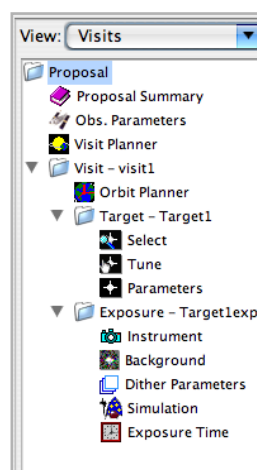 View: Visits
Proposal
Proposal Summary
Obs. Parameters
Visit Planner
Visit – visit1
Orbit Planner
Target – Target1
Select
Tune
Parameters
Exposure – Target1exp
Instrument
Background
Dither Parameters
Simulation
Exposure Time